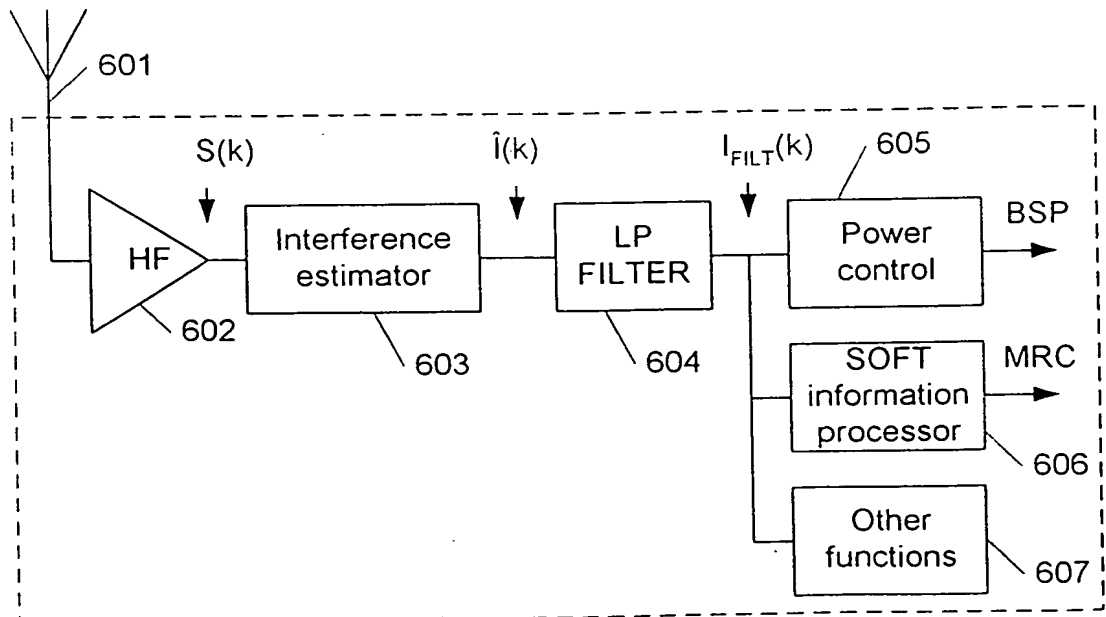 601
S(k)
Î(k)
I_FILT(k)
605
HF
Interference
estimator
LP
FILTER
Power
control
BSP
602
603
604
SOFT
information
processor
MRC
606
Other
functions
607